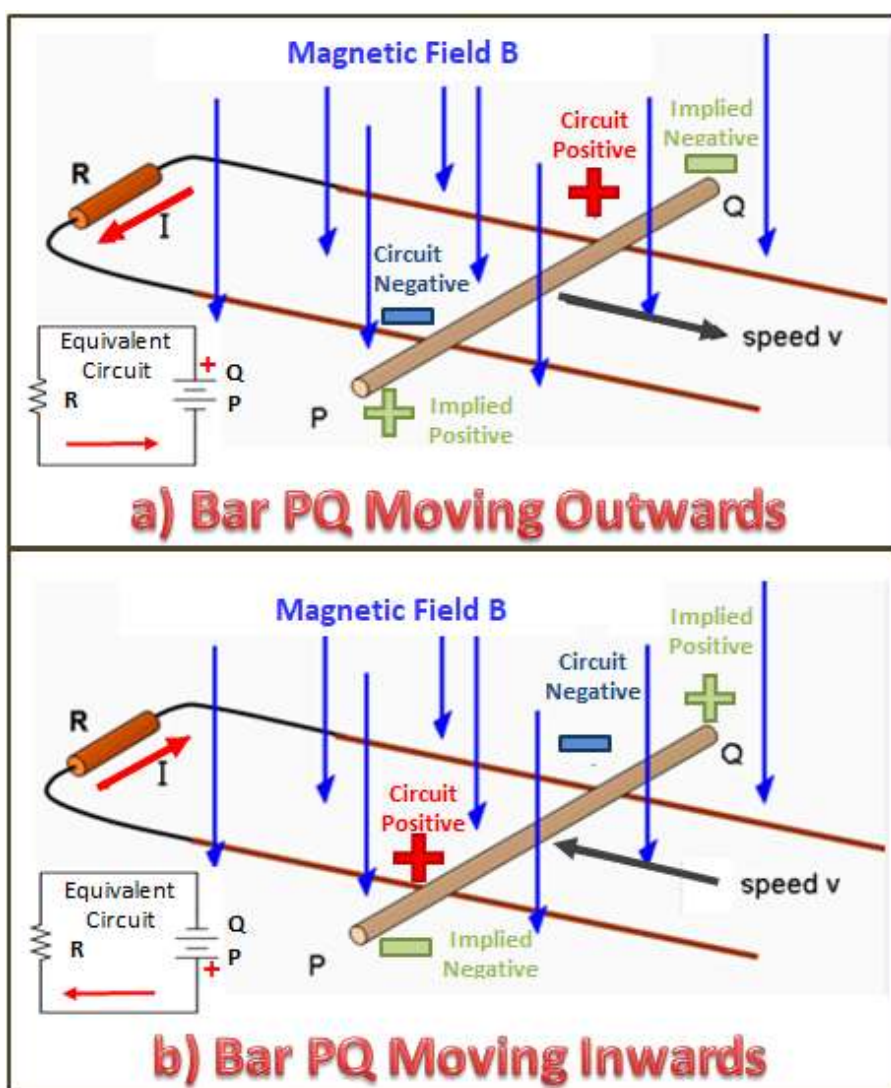 Magnetic Field B
Implied
Negative
Circuit
Positive
R
Q
I
Circuit
Negative
speed v
Equivalent
Circuit
+
Q
R
P
P
Implied
Positive
a) Bar PQ Moving Outwards
Magnetic Field B
Implied
Positive
Circuit
Negative
R
Q
I
Circuit
Positive
speed v
Equivalent
Circuit
Q
R
P
+
P
Implied
Negative
b) Bar PQ Moving Inwards